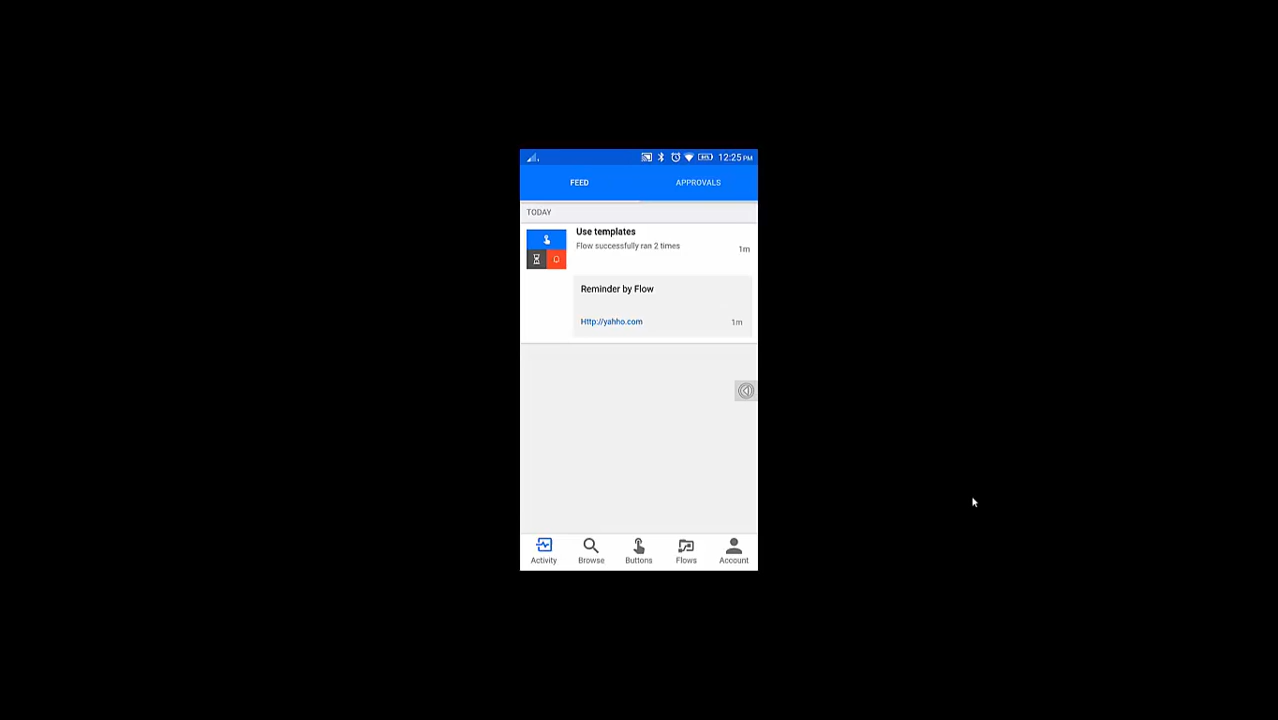 12:25 PM
FEED
APPROVALS
TODAY
Use templates
Flow successfully ran 2 times
1m
Reminder by Flow
Http://yahho.com
1m
Activity
Browse
Buttons
Flows
Account